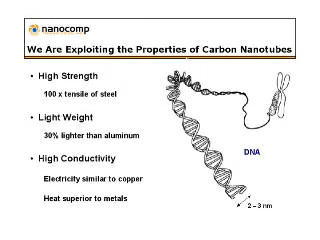 nanocomp
We Are Exploiting the Properties of Carbon Nanotubes
• High Strength
100 x tensile of steel
• Light Weight
30% lighter than aluminum
• High Conductivity
Electricity similar to copper
Heat superior to metals
DNA
2 – 3 nm